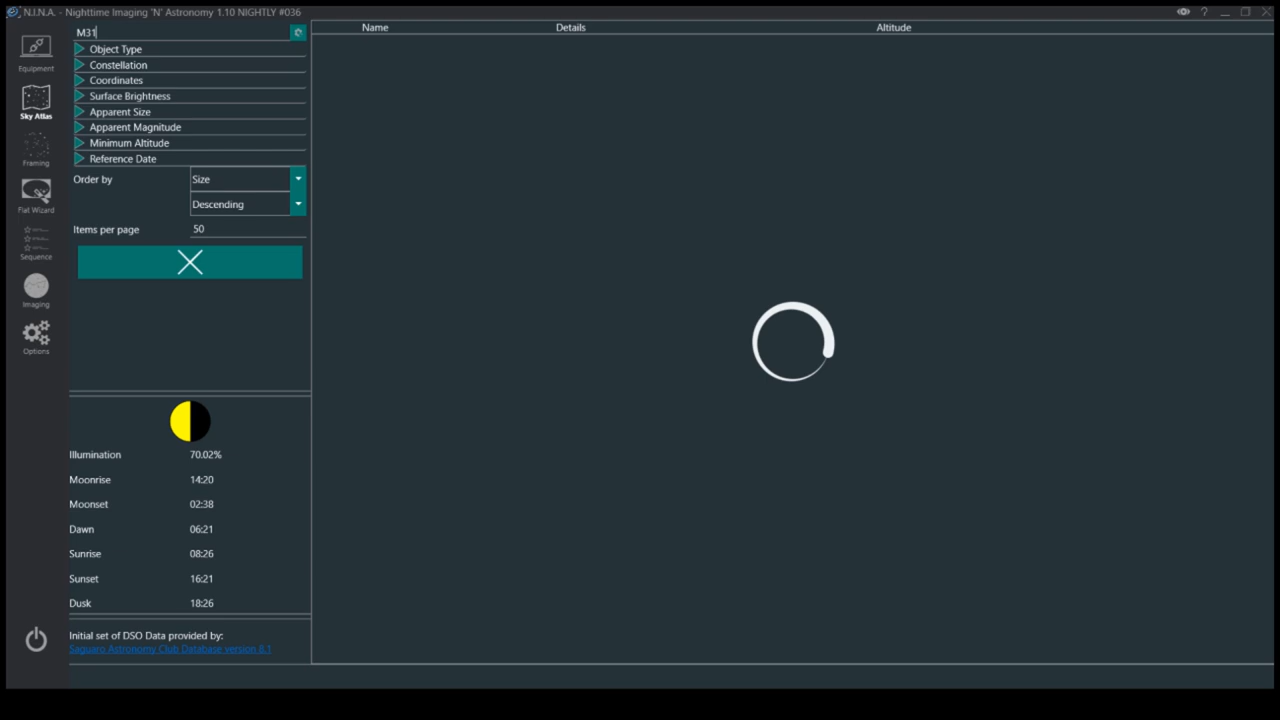 N.I.N.A. - Nighttime Imaging 'N' Astronomy 1.10 NIGHTLY #036
?
M31
Name Details Altitude
Object Type
Constellation
Coordinates
Surface Brightness
Apparent Size
Apparent Magnitude
Minimum Altitude
Reference Date
Order by Size
Descending
Items per page 50
Equipment
Sky Atlas
Framing
Flat Wizard
Sequence
Imaging
Options
Illumination 70.02%
Moonrise 14:20
Moonset 02:38
Dawn 06:21
Sunrise 08:26
Sunset 16:21
Dusk 18:26
Initial set of DSO Data provided by:
Saguaro Astronomy Club Database version 8.1